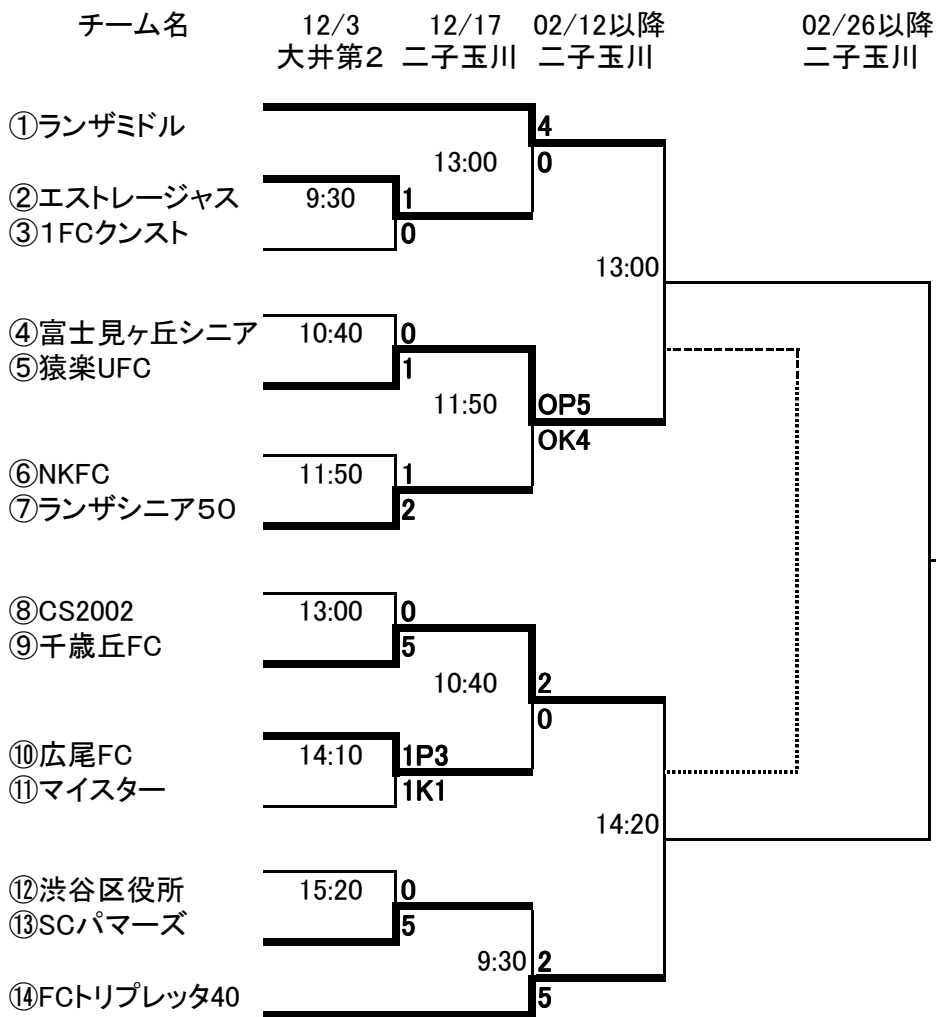 チーム名 12/3 12/17 02/12以降 02/26以降
大井第2 二子玉川 二子玉川 二子玉川
①ランザミドル
4
13:00 0
②エストレージャス 9:30 1
③1FCクンスト 0
13:00
④富士見ヶ丘シニア 10:40 0
⑤猿楽UFC 1
11:50 0P5
0K4
⑥NKFC 11:50 1
⑦ランザシニア50 2
⑧CS2002 13:00 0
⑨千歳丘FC 5
10:40 2
0
⑩広尾FC 14:10 1P3
⑪マイスター 1K1
14:20
⑫渋谷区役所 15:20 0
⑬SCパマーズ 5
9:30 2
⑭FCトリプレッタ40 5